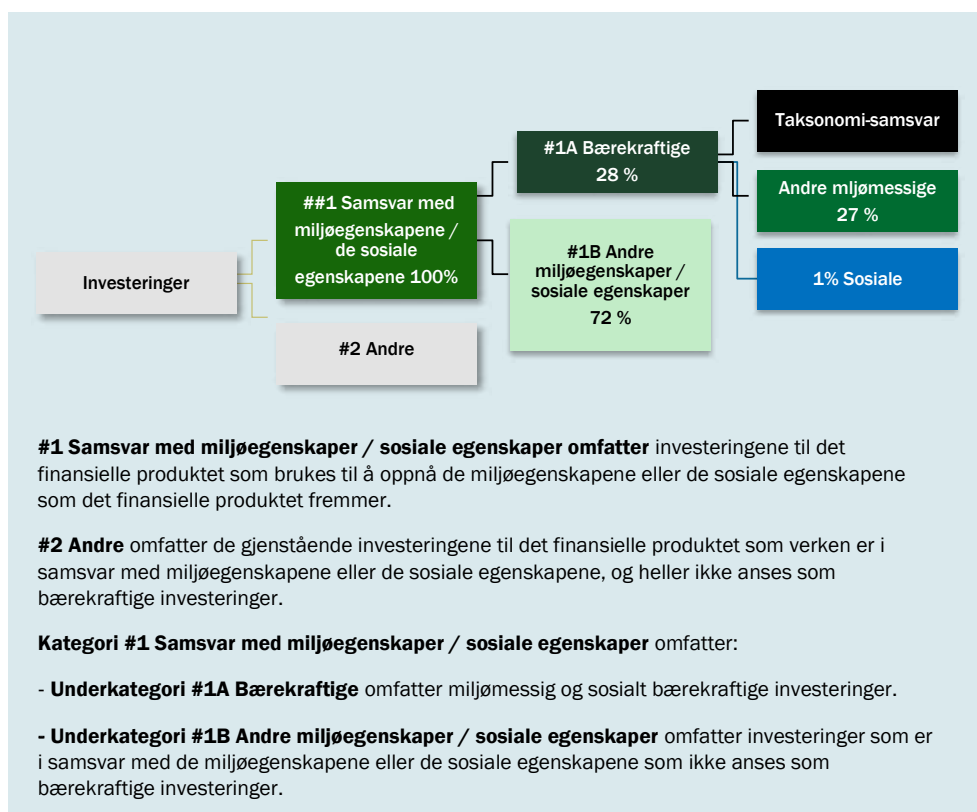 Investeringer
##1 Samsvar med
miljøegenskapene /
de sosiale
egenskapene 100%
#2 Andre
#1A Bærekraftige
28 %
#1B Andre
miljøegenskaper /
sosiale egenskaper
72 %
Taksonomi-samsvar
Andre mljømessige
27 %
1% Sosiale
#1 Samsvar med miljøegenskaper / sosiale egenskaper omfatter investeringene til det
finansielle produktet som brukes til å oppnå de miljøegenskapene eller de sosiale egenskapene
som det finansielle produktet fremmer.
#2 Andre omfatter de gjenstående investeringene til det finansielle produktet som verken er i
samsvar med miljøegenskapene eller de sosiale egenskapene, og heller ikke anses som
bærekraftige investeringer.
Kategori #1 Samsvar med miljøegenskaper / sosiale egenskaper omfatter:
- Underkategori #1A Bærekraftige omfatter miljømessig og sosialt bærekraftige investeringer.
- Underkategori #1B Andre miljøegenskaper / sosiale egenskaper omfatter investeringer som er
i samsvar med de miljøegenskapene eller de sosiale egenskapene som ikke anses som
bærekraftige investeringer.